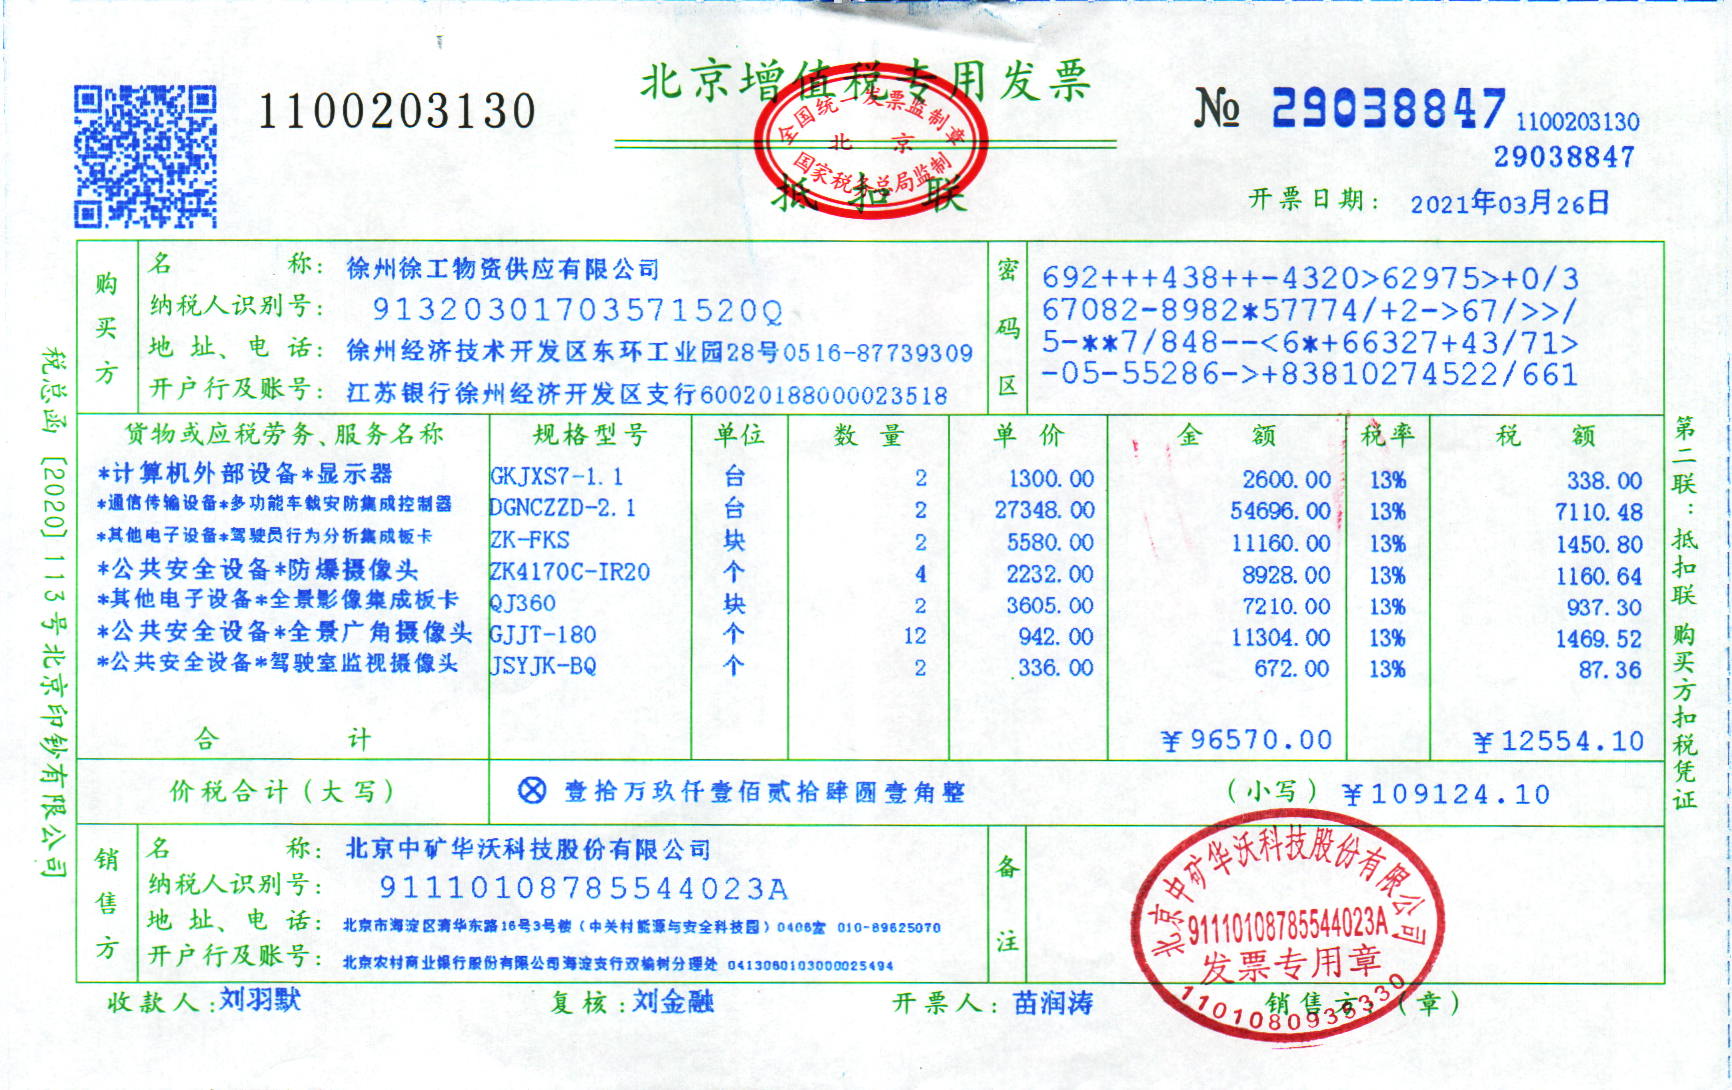 北京增值税专用发票
1100203130
№ 29038847
1100203130
29038847
全国统一发票监制章
北京
国家税务总局监制
抵扣联
开票日期： 2021年03月26日
购买方
名称： 徐州徐工物资供应有限公司
纳税人识别号： 91320301703571520Q
地址、电话： 徐州经济技术开发区东环工业园28号0516-87739309
开户行及账号： 江苏银行徐州经济开发区支行60020188000023518
密码区
692+++438++-4320>62975>+0/3
67082-8982*57774/+2->67/>>/
5-**7/848--<6*+66327+43/71>
-05-55286->+83810274522/661
货物或应税劳务、服务名称 规格型号 单位 数量 单价 金额 税率 税额
*计算机外部设备*显示器 GKJXS7-1.1 台 2 1300.00 2600.00 13% 338.00
*通信传输设备*多功能车载安防集成控制器 DGNCZZD-2.1 台 2 27348.00 54696.00 13% 7110.48
*其他电子设备*驾驶员行为分析集成板卡 ZK-FKS 块 2 5580.00 11160.00 13% 1450.80
*公共安全设备*防爆摄像头 ZK4170C-IR20 个 4 2232.00 8928.00 13% 1160.64
*其他电子设备*全景影像集成板卡 QJ360 块 2 3605.00 7210.00 13% 937.30
*公共安全设备*全景广角摄像头 GJJT-180 个 12 942.00 11304.00 13% 1469.52
*公共安全设备*驾驶室监视摄像头 JSYJK-BQ 个 2 336.00 672.00 13% 87.36
合计 ¥96570.00 ¥12554.10
价税合计（大写） ⊗ 壹拾万玖仟壹佰贰拾肆圆壹角整 （小写） ¥109124.10
销售方
名称： 北京中矿华沃科技股份有限公司
纳税人识别号： 91110108785544023A
地址、电话： 北京市海淀区清华东路16号3号楼（中关村能源与安全科技园）0406室 010-89625070
开户行及账号： 北京农村商业银行股份有限公司海淀支行双榆树分理处 0413060103000025494
备注
北京中矿华沃科技股份有限公司
91110108785544023A
发票专用章
收款人：刘羽默 复核：刘金融 开票人：苗润涛 销售方：（章）
税总函［2020］113号北京印钞有限公司
第二联：抵扣联 购买方扣税凭证